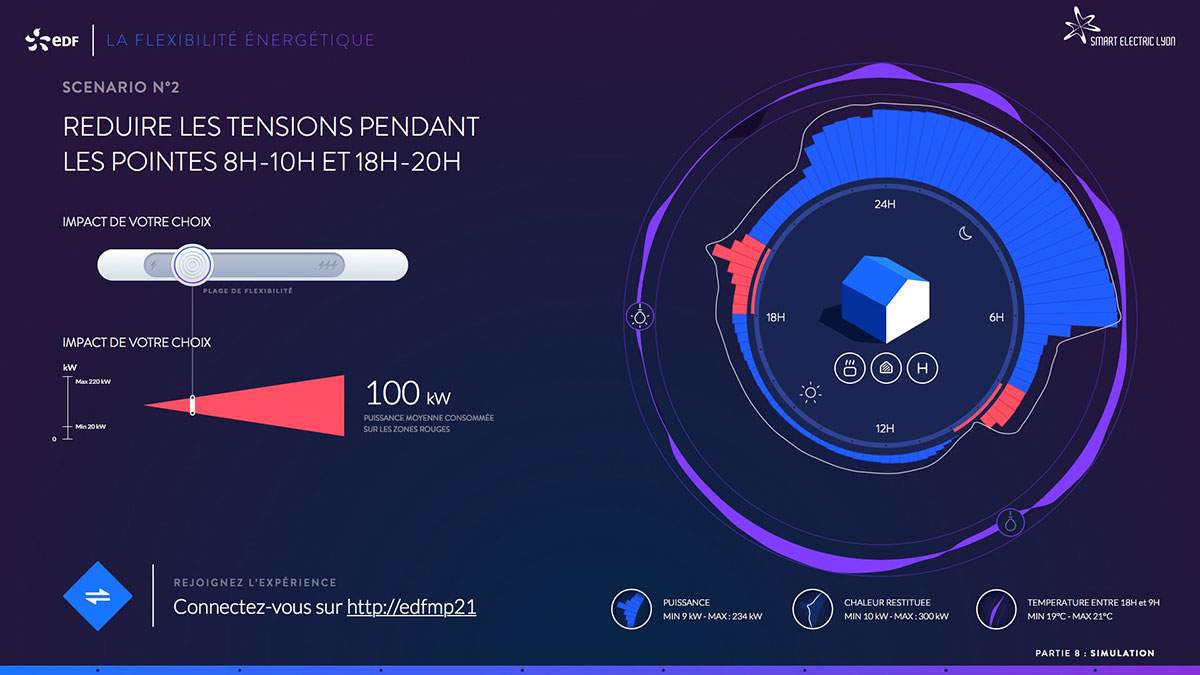 eDF
LA FLEXIBILITÉ ÉNERGÉTIQUE
SMART ELECTRIC LYON
SCENARIO N°2
REDUIRE LES TENSIONS PENDANT
LES POINTES 8H-10H ET 18H-20H
IMPACT DE VOTRE CHOIX
PLAGE DE FLEXIBILITÉ
IMPACT DE VOTRE CHOIX
kW
Max 220 kW
Min 20 kW
0
100 kW
PUISSANCE MOYENNE CONSOMMÉE
SUR LES ZONES ROUGES
24H
18H
6H
H
12H
REJOIGNEZ L'EXPÉRIENCE
Connectez-vous sur http://edfmp21
PUISSANCE
MIN 9 kW - MAX : 234 kW
CHALEUR RESTITUEE
MIN 10 kW - MAX : 300 kW
TEMPERATURE ENTRE 18H et 9H
MIN 19°C - MAX 21°C
PARTIE 8 : SIMULATION